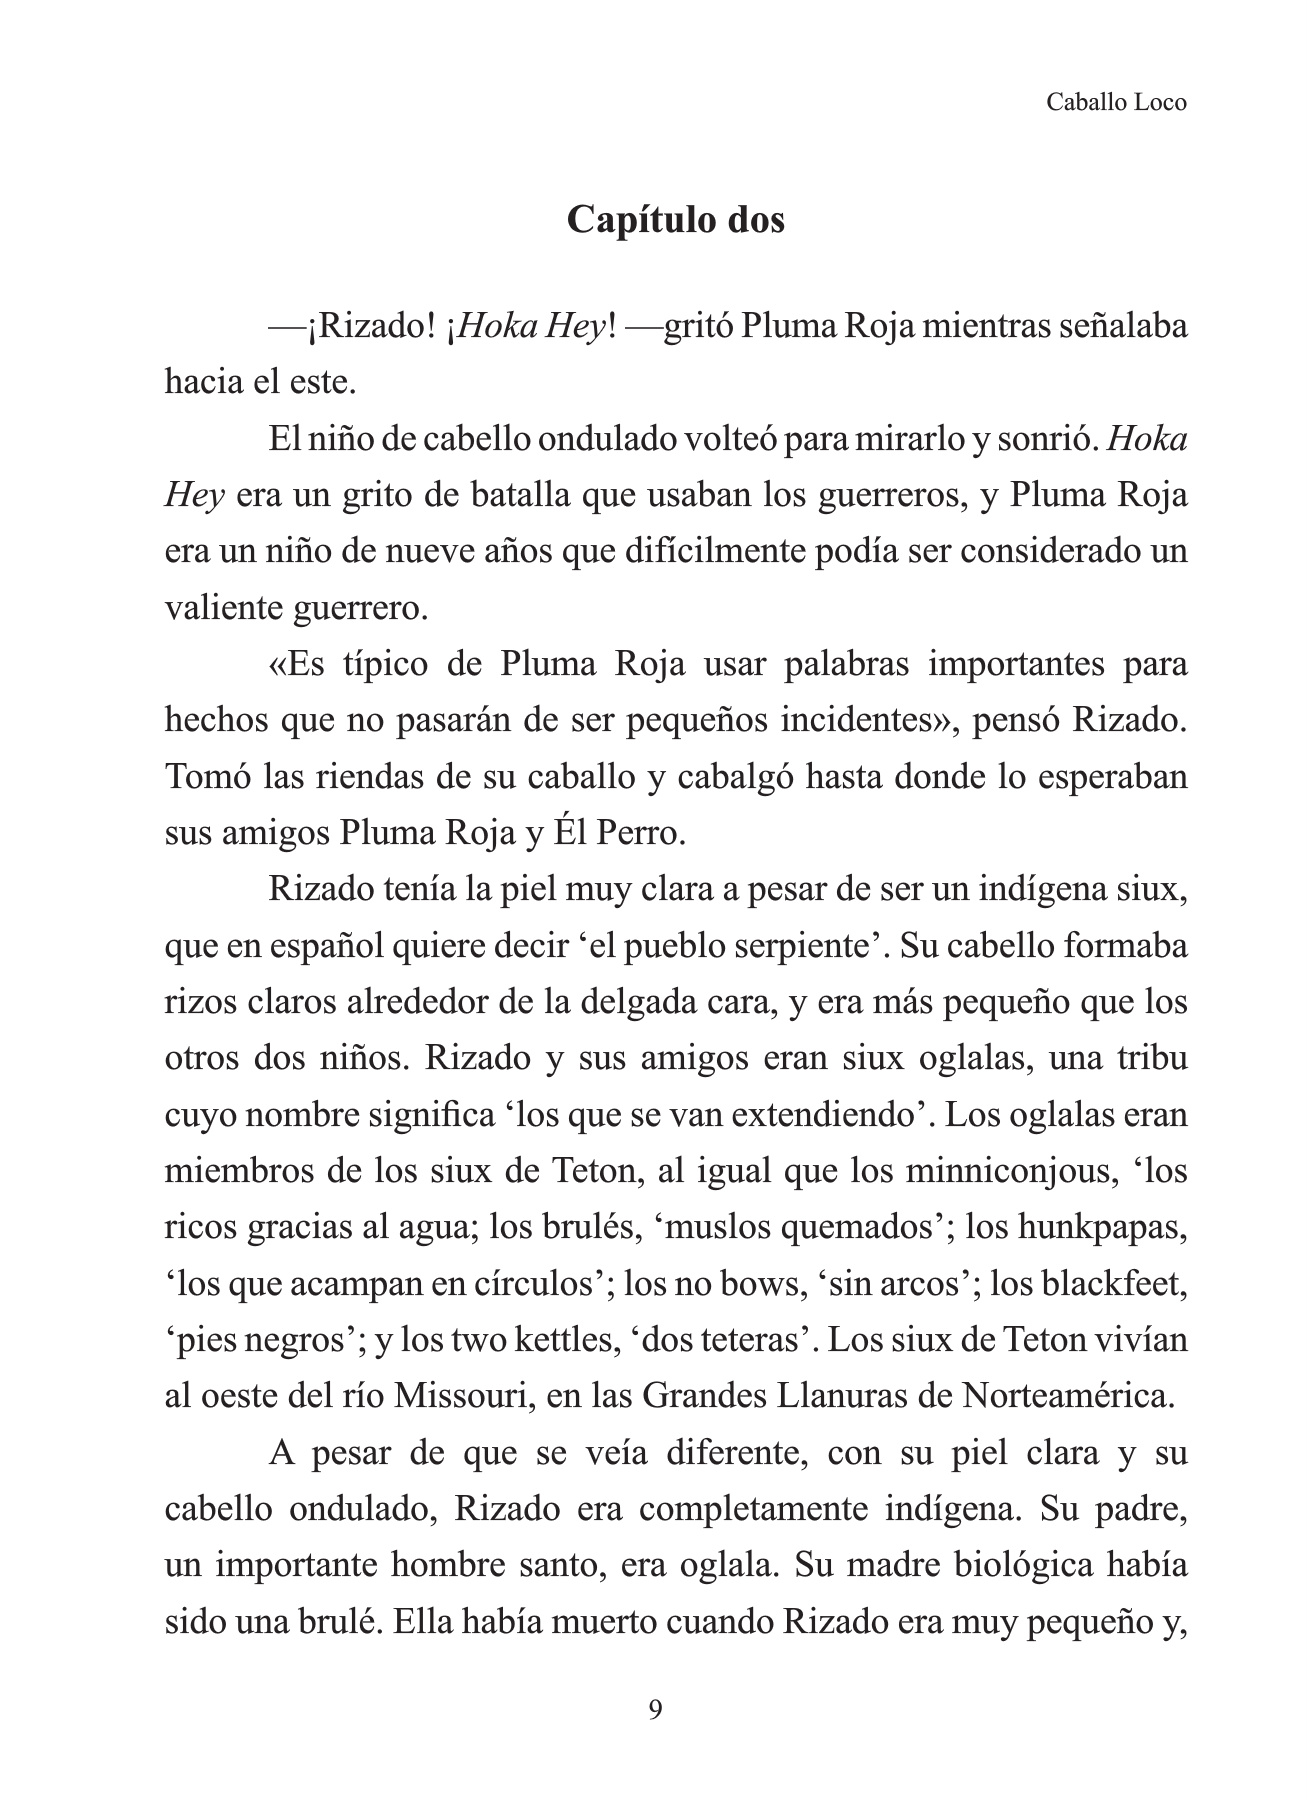 Caballo Loco
Capítulo dos
—¡Rizado! ¡Hoka Hey! —gritó Pluma Roja mientras señalaba
hacia el este.
El niño de cabello ondulado volteó para mirarlo y sonrió. Hoka
Hey era un grito de batalla que usaban los guerreros, y Pluma Roja
era un niño de nueve años que difícilmente podía ser considerado un
valiente guerrero.
«Es típico de Pluma Roja usar palabras importantes para
hechos que no pasarán de ser pequeños incidentes», pensó Rizado.
Tomó las riendas de su caballo y cabalgó hasta donde lo esperaban
sus amigos Pluma Roja y Él Perro.
Rizado tenía la piel muy clara a pesar de ser un indígena siux,
que en español quiere decir ‘el pueblo serpiente’. Su cabello formaba
rizos claros alrededor de la delgada cara, y era más pequeño que los
otros dos niños. Rizado y sus amigos eran siux oglalas, una tribu
cuyo nombre significa ‘los que se van extendiendo’. Los oglalas eran
miembros de los siux de Teton, al igual que los minniconjous, ‘los
ricos gracias al agua; los brulés, ‘muslos quemados’; los hunkpapas,
‘los que acampan en círculos’; los no bows, ‘sin arcos’; los blackfeet,
‘pies negros’; y los two kettles, ‘dos teteras’. Los siux de Teton vivían
al oeste del río Missouri, en las Grandes Llanuras de Norteamérica.
A pesar de que se veía diferente, con su piel clara y su
cabello ondulado, Rizado era completamente indígena. Su padre,
un importante hombre santo, era oglala. Su madre biológica había
sido una brulé. Ella había muerto cuando Rizado era muy pequeño y,
9